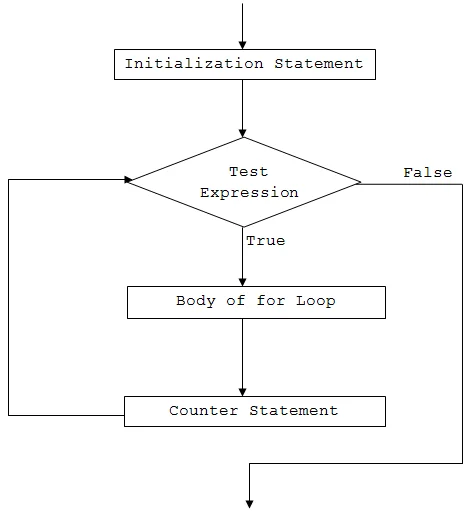 Initialization Statement
Test
Expression
False
True
Body of for Loop
Counter Statement